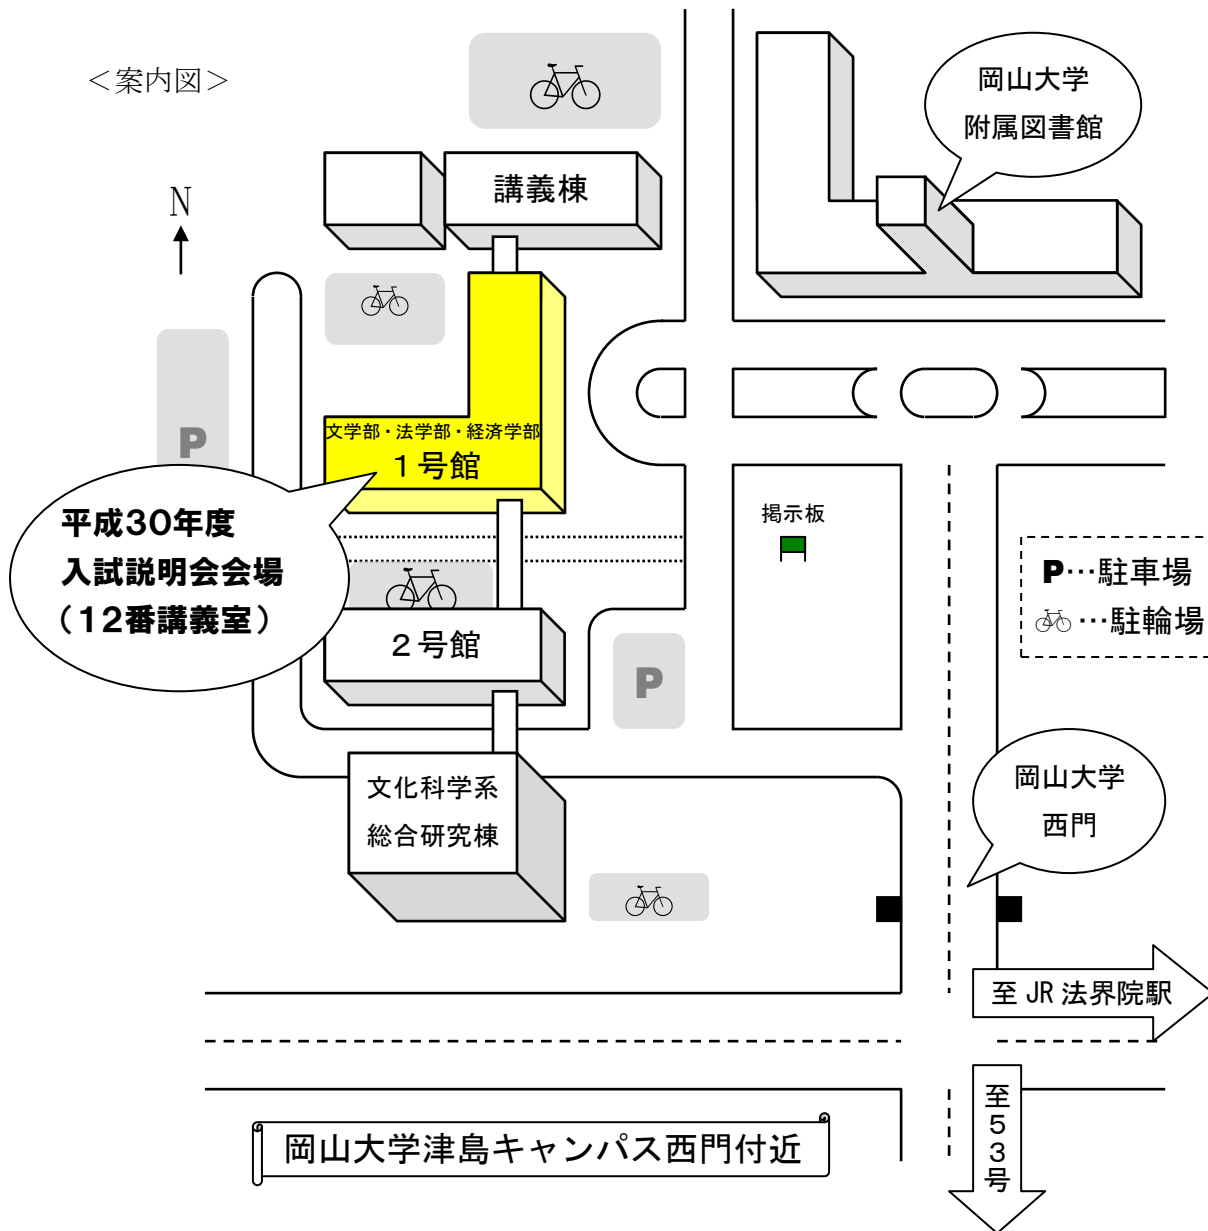 ＜案内図＞
岡山大学
附属図書館
講義棟
N
P
文学部・法学部・経済学部
１号館
平成30年度
入試説明会会場
（12番講義室）
掲示板
P…駐車場
…駐輪場
２号館
P
岡山大学
西門
文化科学系
総合研究棟
至 JR 法界院駅
至53号
岡山大学津島キャンパス西門付近